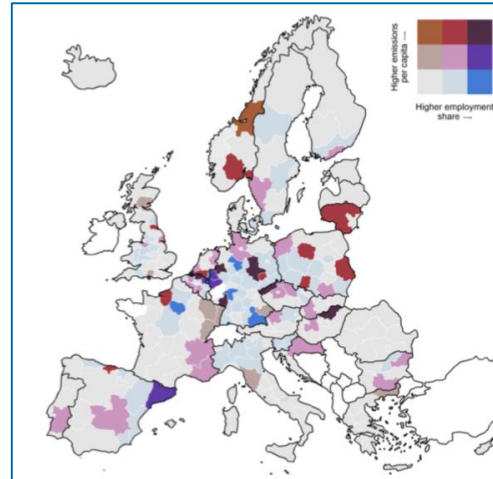 Higher emissions
per capita →
Higher employment
share →